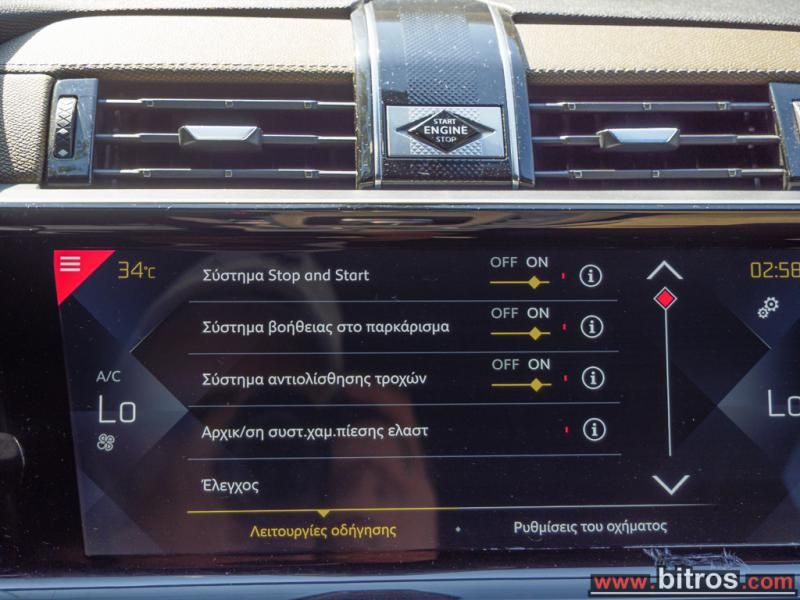 START
ENGINE
STOP
34°C
02:58
Σύστημα Stop and Start OFF ON
Σύστημα βοήθειας στο παρκάρισμα OFF ON
Σύστημα αντιολίσθησης τροχών OFF ON
Αρχικ/ση συστ.χαμ.πίεσης ελαστ
Έλεγχος
A/C
Lo
Lo
Λειτουργίες οδήγησης
Ρυθμίσεις του οχήματος
www.bitros.com